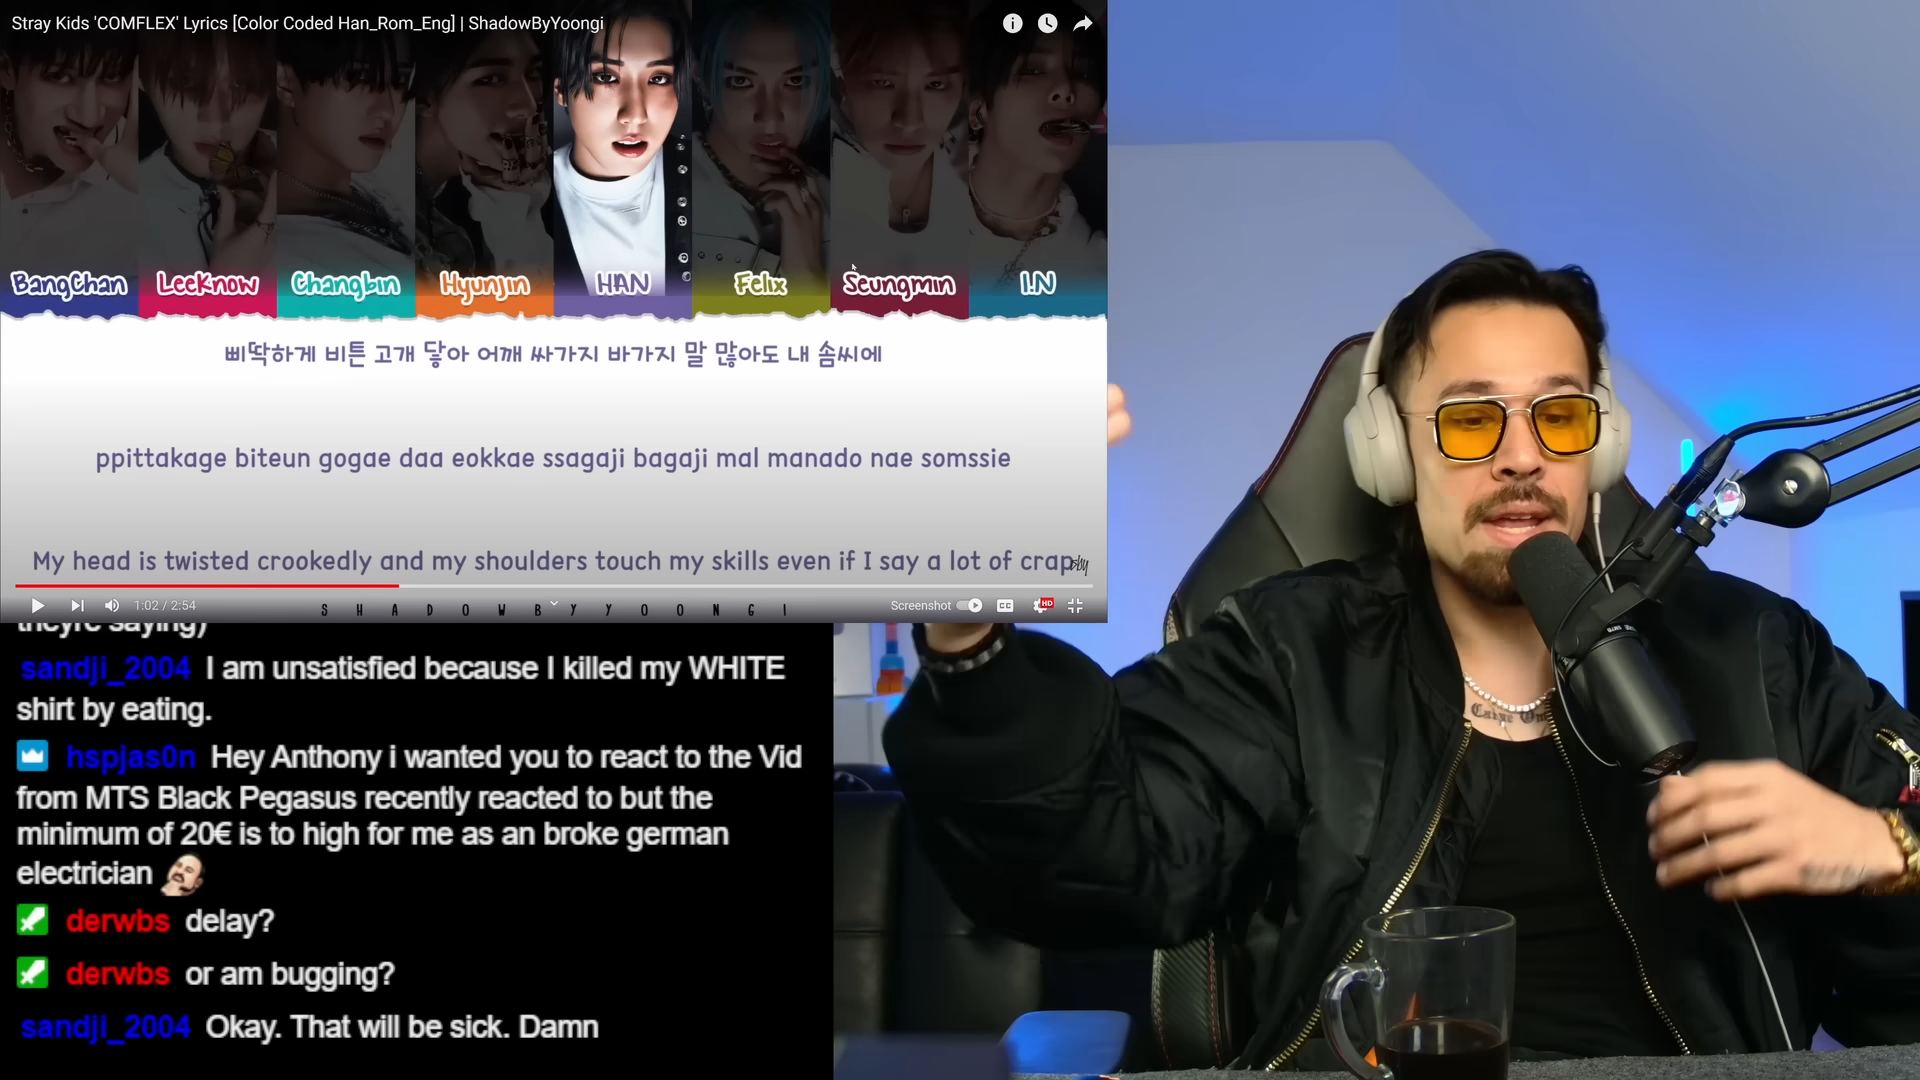 Stray Kids 'COMFLEX' Lyrics [Color Coded Han_Rom_Eng] | ShadowByYoongi
BangChan LeeKnow Changbin Hyunjin HAN Felix Seungmin I.N
삐딱하게 비튼 고개 닿아 어깨 싸가지 바가지 말 많아도 내 솜씨에
ppittakage biteun gogae daa eokkae ssagaji bagaji mal manado nae somssie
My head is twisted crookedly and my shoulders touch my skills even if I say a lot of crap
1:02 / 2:54
SHADOWBYYOONGI
Screenshot
CC
HD
they're saying)
sandji_2004 I am unsatisfied because I killed my WHITE
shirt by eating.
hspjas0n Hey Anthony i wanted you to react to the Vid
from MTS Black Pegasus recently reacted to but the
minimum of 20€ is to high for me as an broke german
electrician
derwbs delay?
derwbs or am bugging?
sandji_2004 Okay. That will be sick. Damn